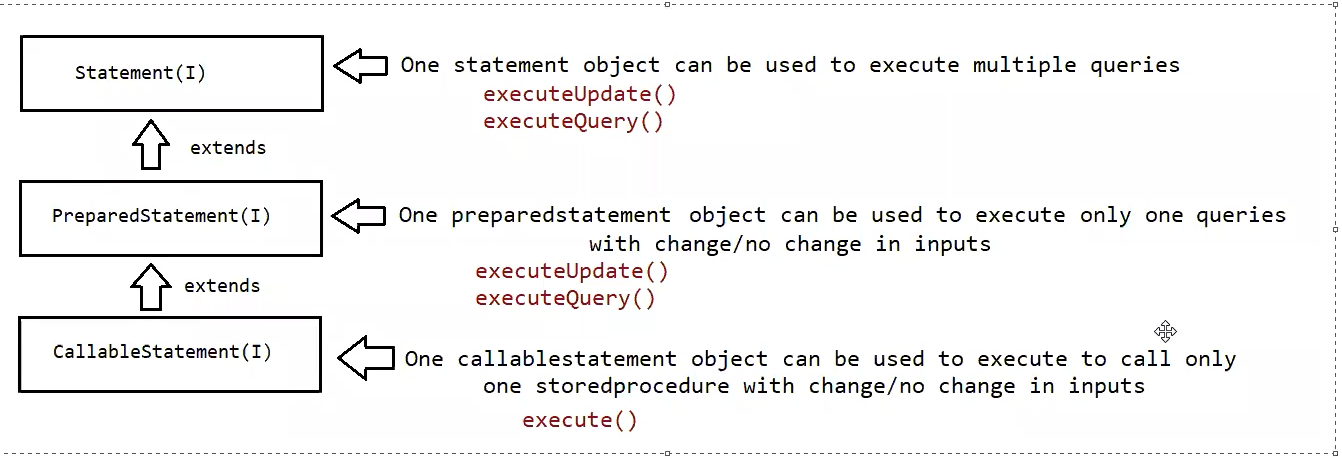 Statement(I)
One statement object can be used to execute multiple queries
executeUpdate()
executeQuery()
extends
PreparedStatement(I)
One preparedstatement object can be used to execute only one queries
with change/no change in inputs
executeUpdate()
executeQuery()
extends
CallableStatement(I)
One callablestatement object can be used to execute to call only
one storedprocedure with change/no change in inputs
execute()